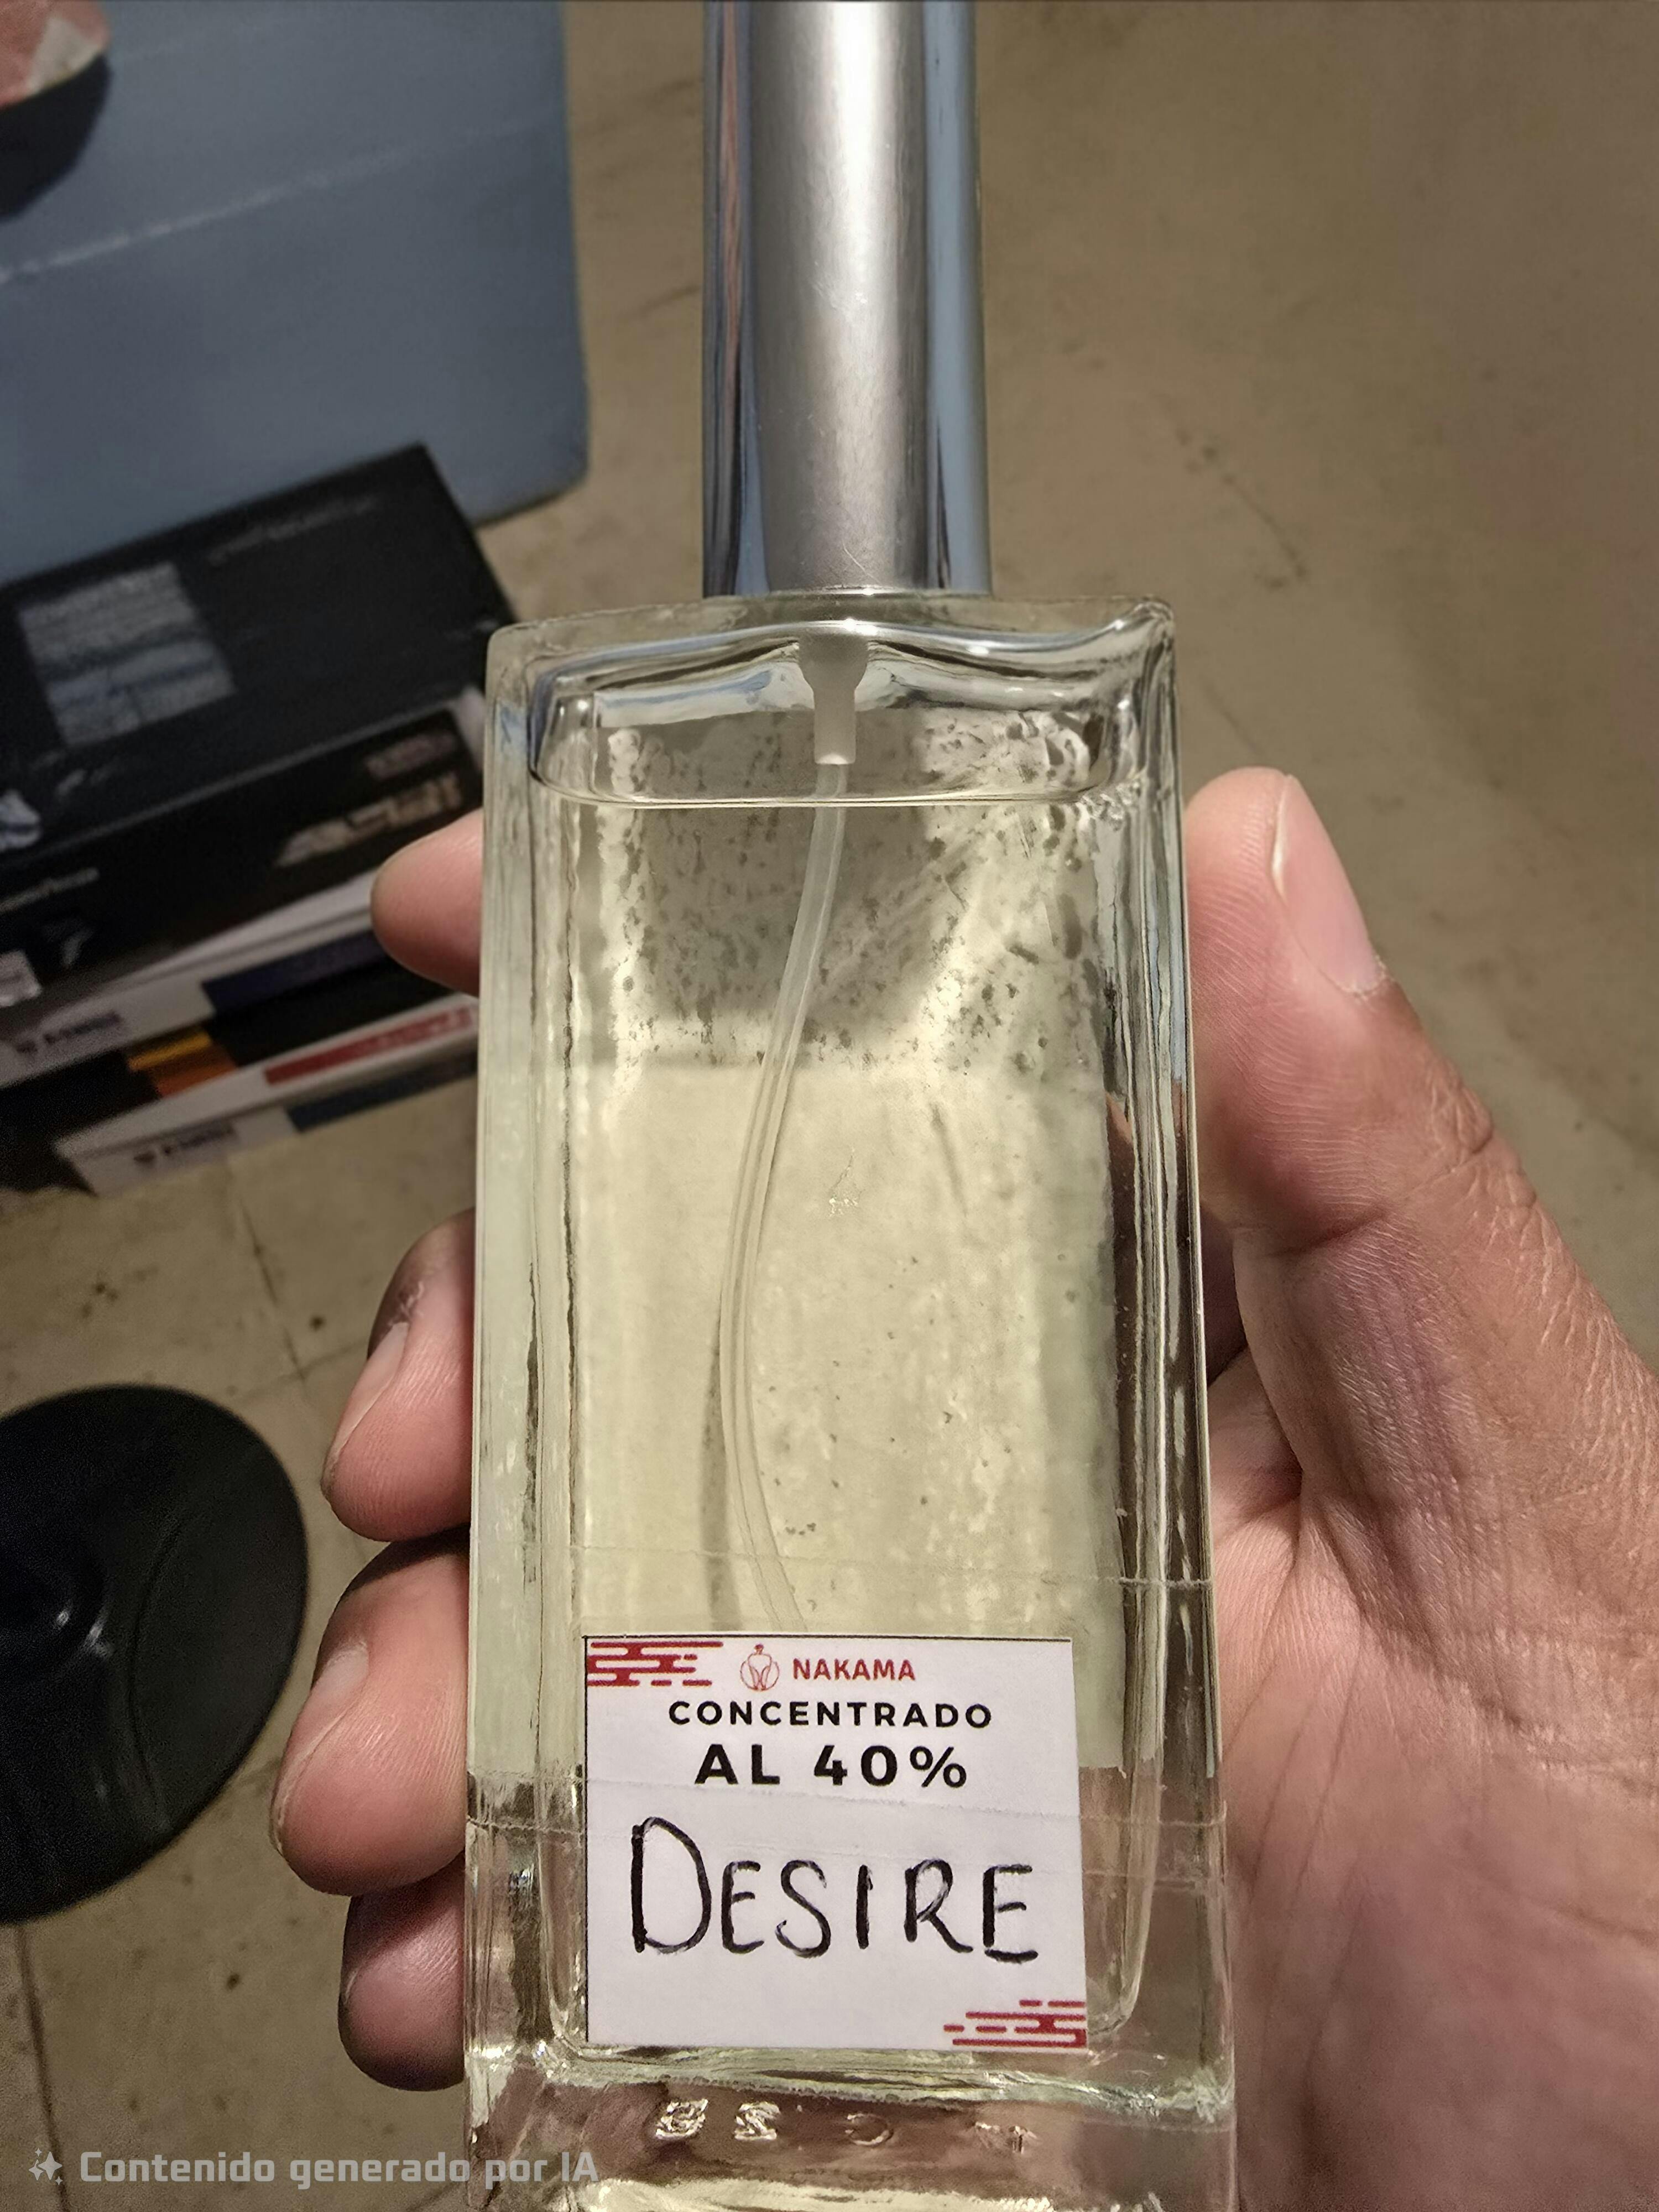 NAKAMA
CONCENTRADO
AL 40%
DESIRE
Contenido generado por IA